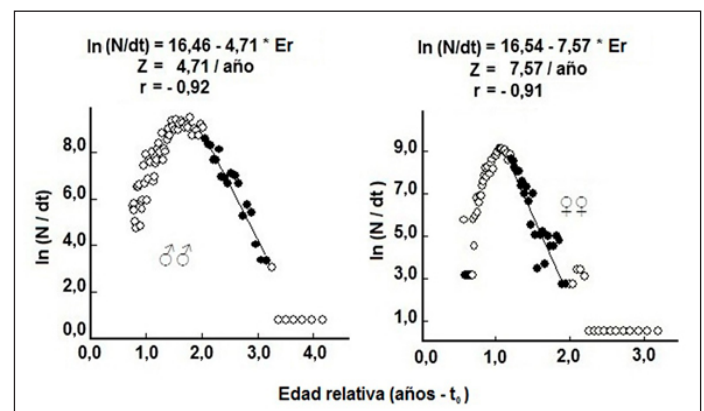 ln (N/dt) = 16,46 - 4,71 * Er
Z = 4,71 / año
r = - 0,92
ln (N / dt)
8,0
6,0
4,0
2,0
0,0
♂♂
0,0 1,0 2,0 3,0 4,0
ln (N/dt) = 16,54 - 7,57 * Er
Z = 7,57 / año
r = - 0,91
ln (N / dt )
9,0
7,0
5,0
3,0
1,0
♀♀
0,0 1,0 2,0 3,0
Edad relativa (años - t₀ )